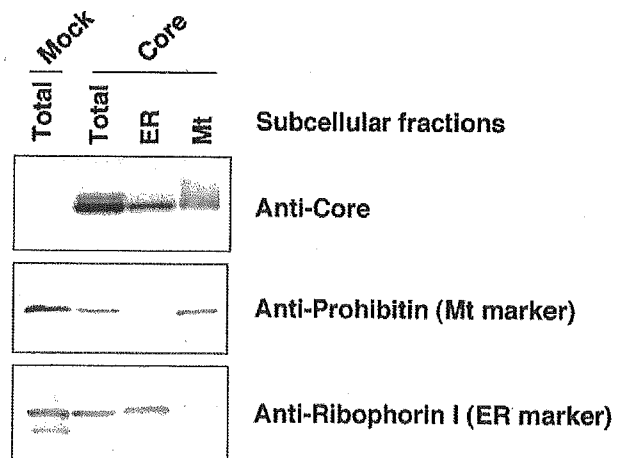 Mock Core
Total Total ER Mt Subcellular fractions
Anti-Core
Anti-Prohibitin (Mt marker)
Anti-Ribophorin I (ER marker)